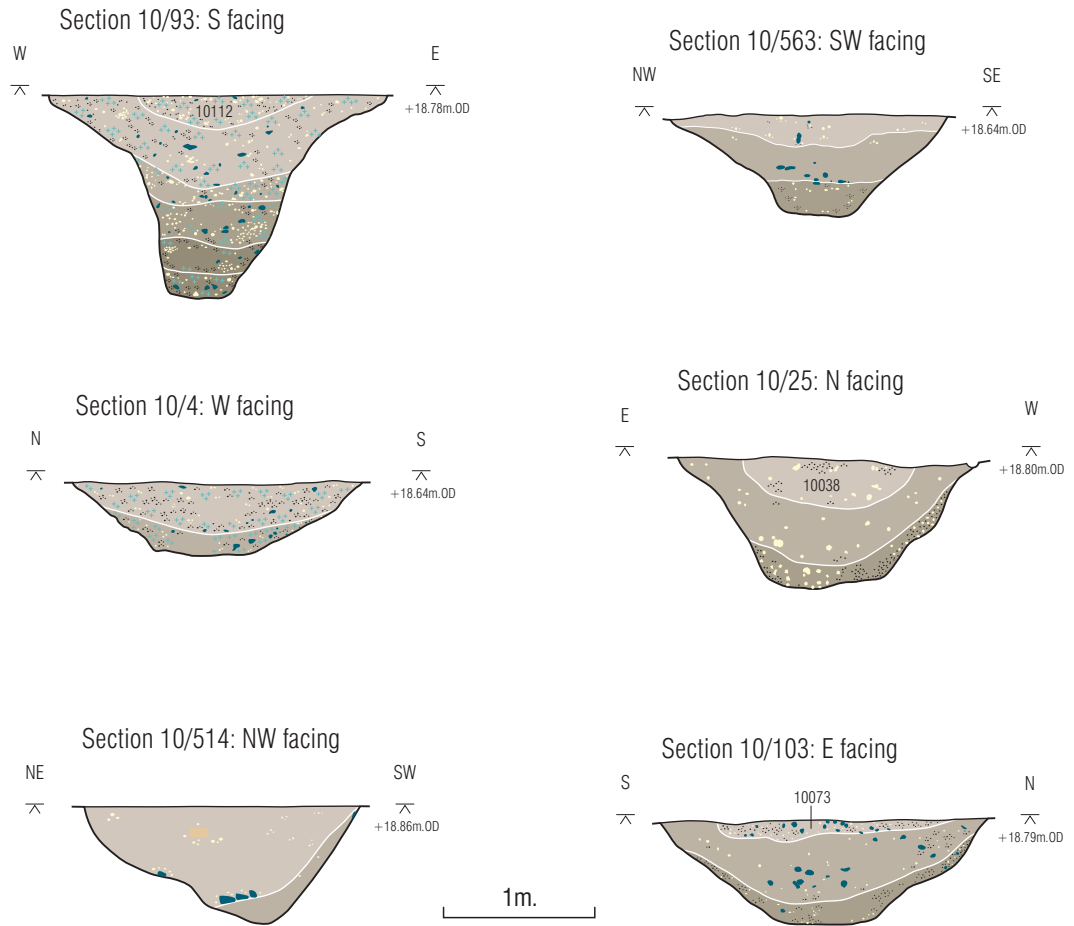 Section 10/93: S facing
W E
+18.78m.OD
10112
Section 10/563: SW facing
NW SE
+18.64m.OD
Section 10/4: W facing
N S
+18.64m.OD
Section 10/25: N facing
E W
+18.80m.OD
10038
Section 10/514: NW facing
NE SW
+18.86m.OD
Section 10/103: E facing
S N
10073
+18.79m.OD
1m.